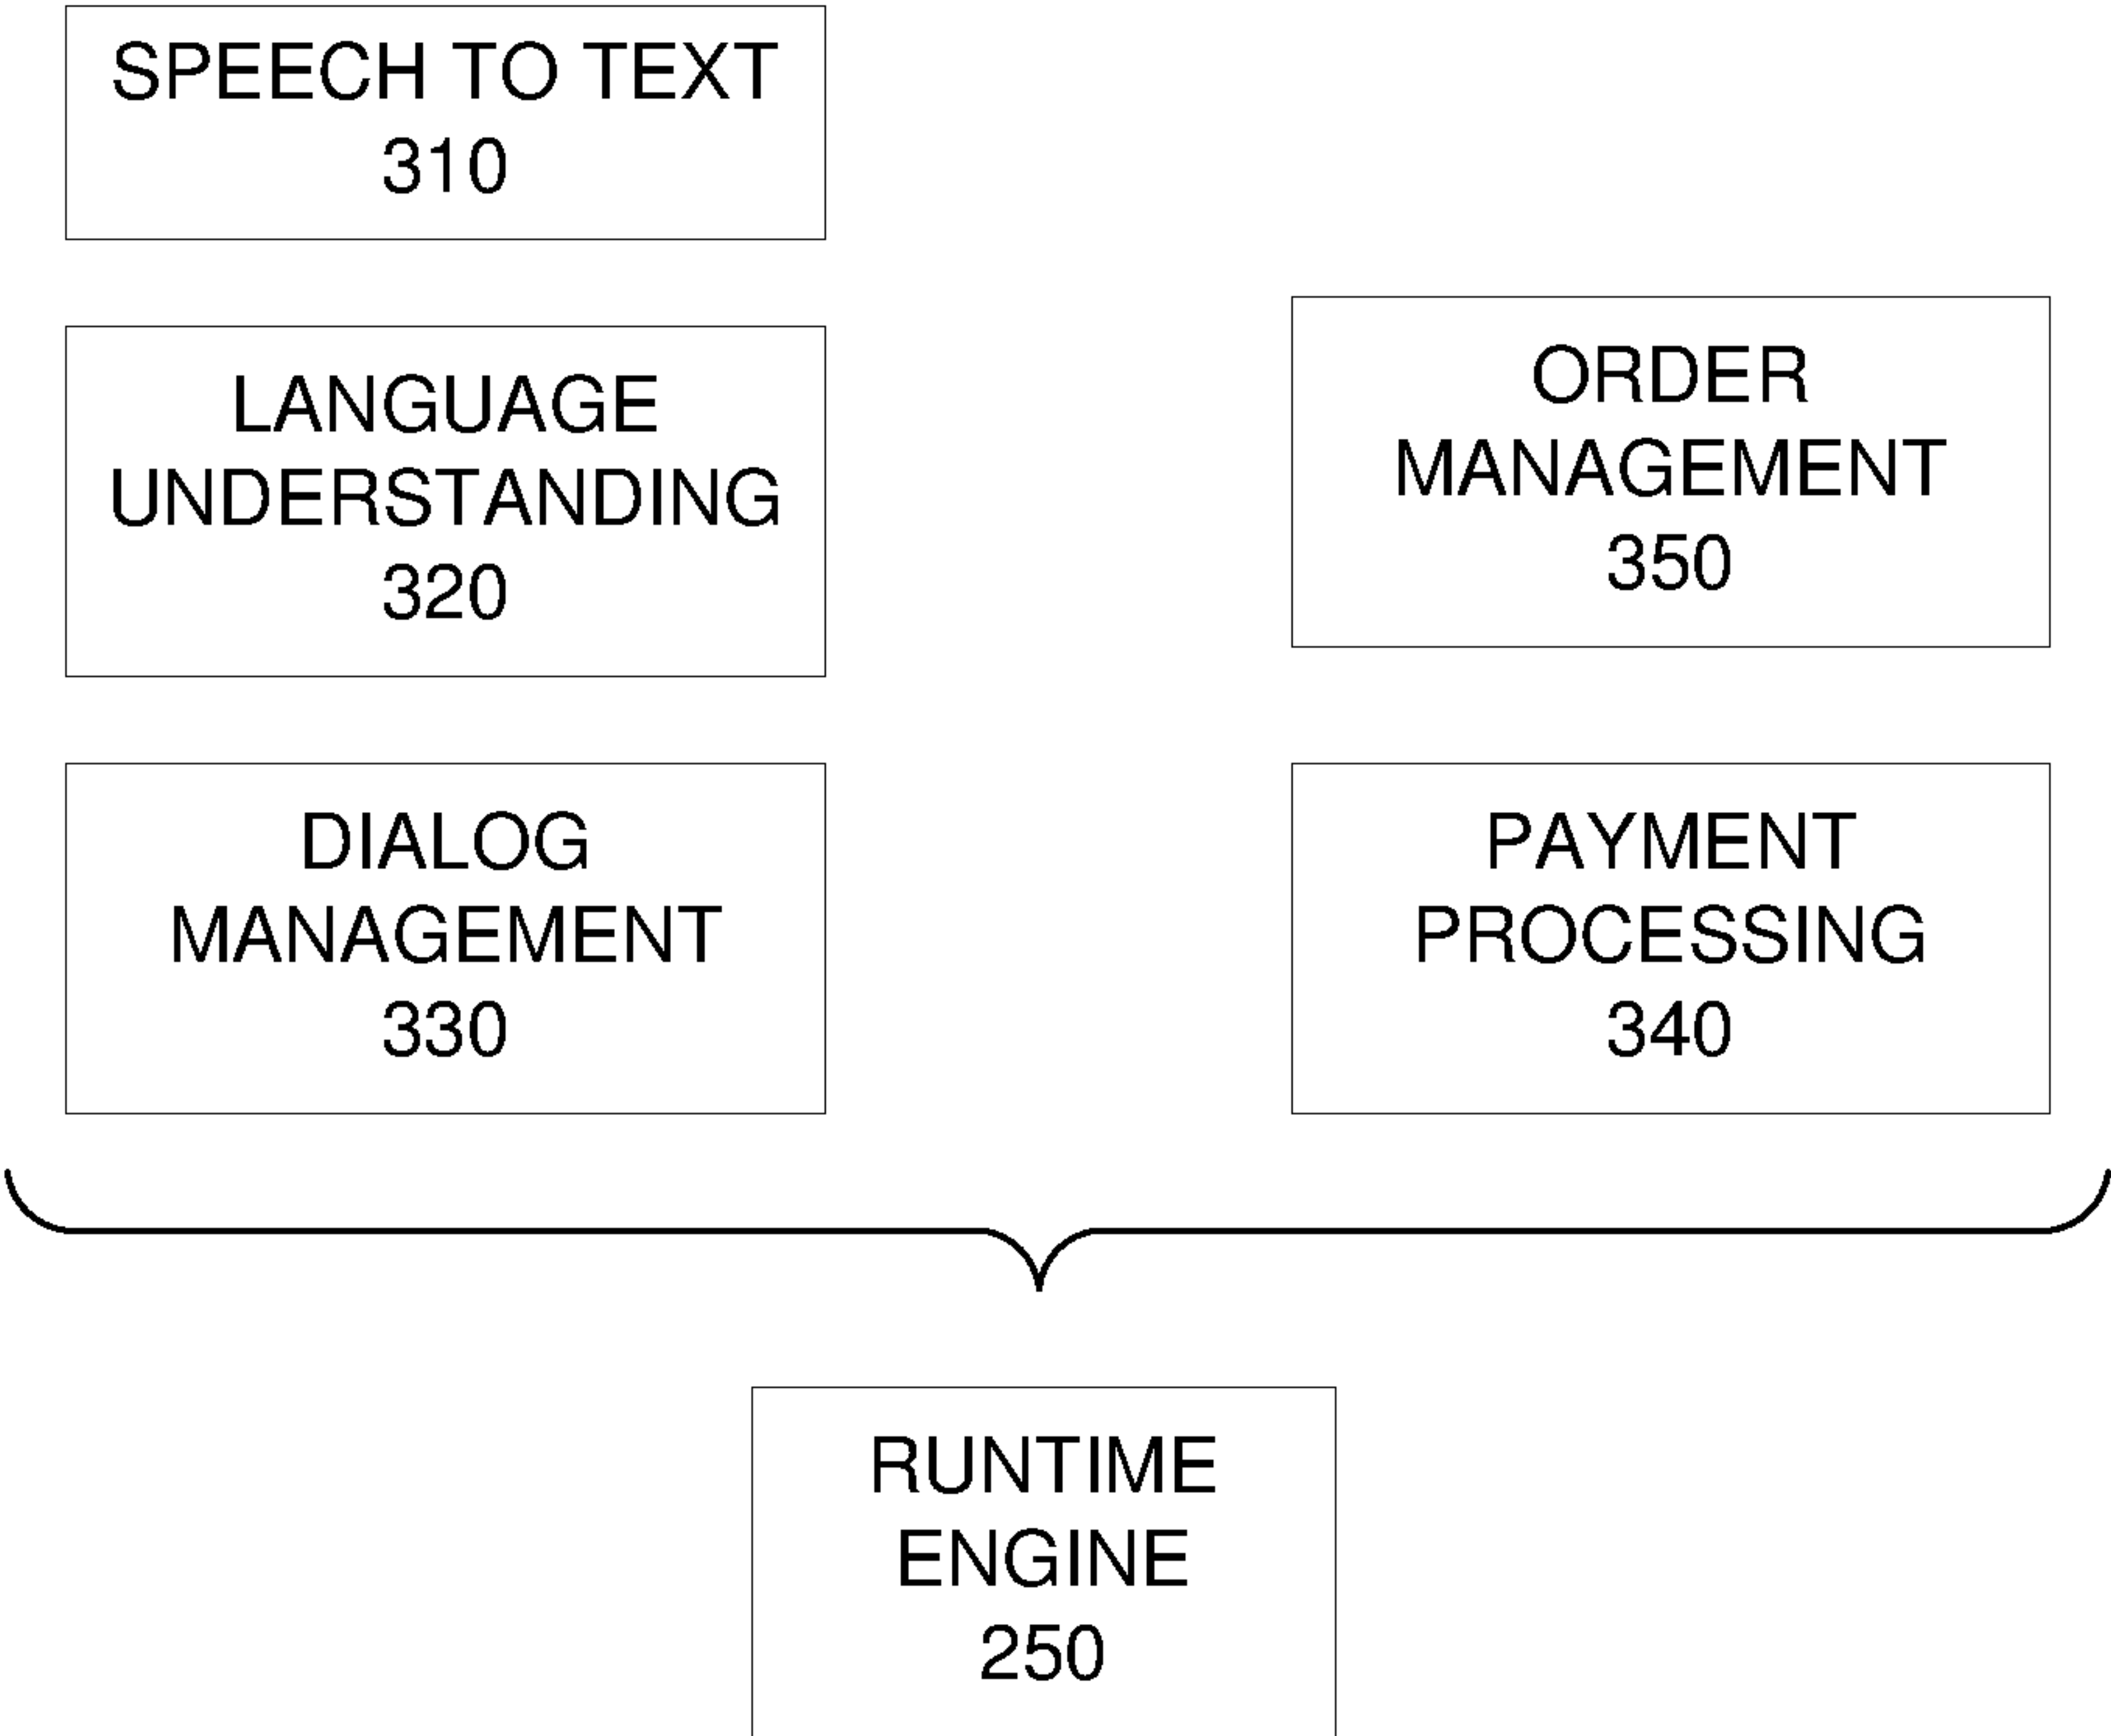 SPEECH TO TEXT
310
LANGUAGE
UNDERSTANDING
320
DIALOG
MANAGEMENT
330
ORDER
MANAGEMENT
350
PAYMENT
PROCESSING
340
RUNTIME
ENGINE
250